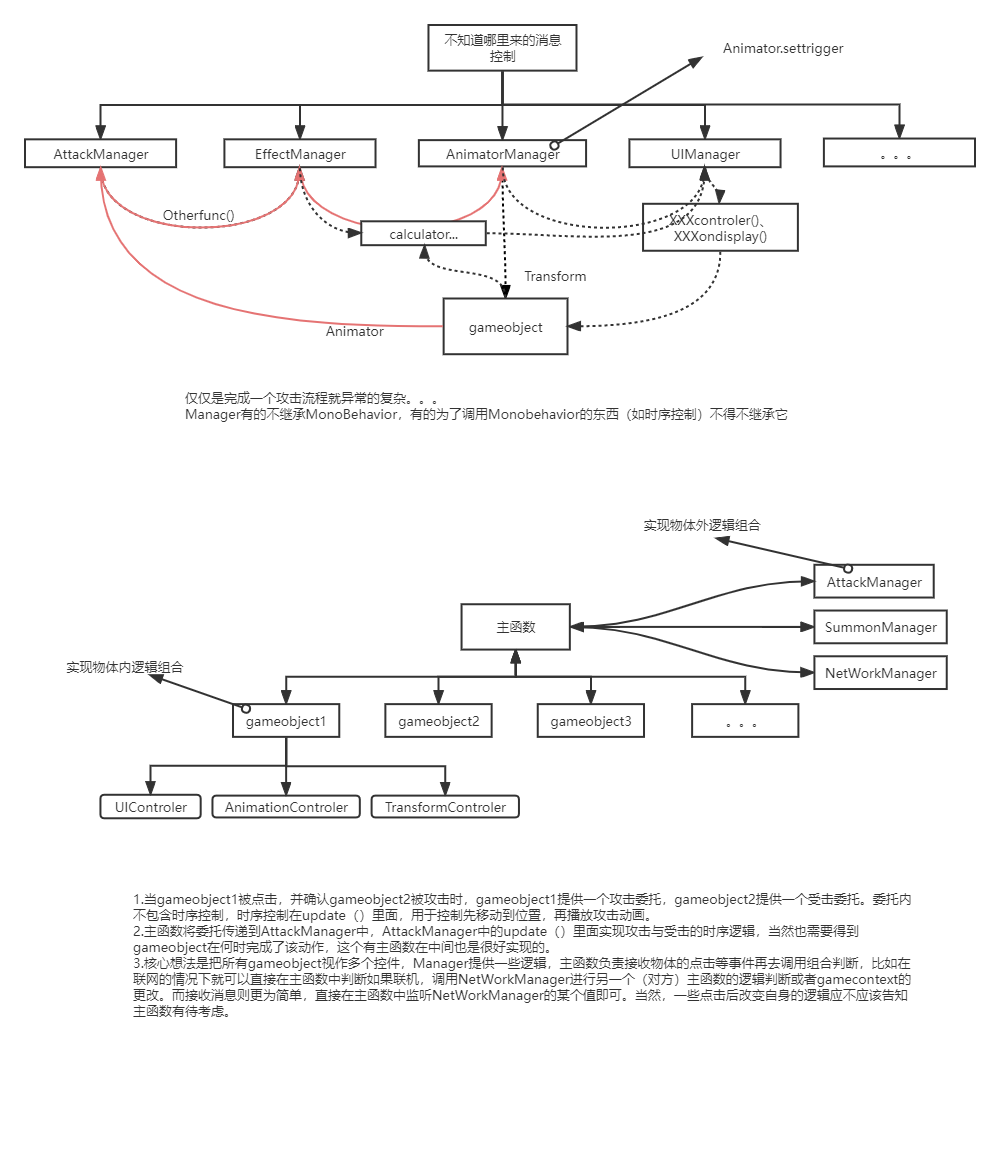 不知道哪里来的消息
控制
Animator.settrigger
AttackManager
EffectManager
AnimatorManager
UIManager
。。。
Otherfunc()
calculator...
XXXcontroler()、
XXXondisplay()
Transform
gameobject
Animator
仅仅是完成一个攻击流程就异常的复杂。。。
Manager有的不继承MonoBehavior，有的为了调用Monobehavior的东西（如时序控制）不得不继承它
实现物体外逻辑组合
AttackManager
主函数
SummonManager
实现物体内逻辑组合
NetWorkManager
gameobject1
gameobject2
gameobject3
。。。
UIControler
AnimationControler
TransformControler
1.当gameobject1被点击，并确认gameobject2被攻击时，gameobject1提供一个攻击委托，gameobject2提供一个受击委托。委托内
不包含时序控制，时序控制在update（）里面，用于控制先移动到位置，再播放攻击动画。
2.主函数将委托传递到AttackManager中，AttackManager中的update（）里面实现攻击与受击的时序逻辑，当然也需要得到
gameobject在何时完成了该动作，这个有主函数在中间也是很好实现的。
3.核心想法是把所有gameobject视作多个控件，Manager提供一些逻辑，主函数负责接收物体的点击等事件再去调用组合判断，比如在
联网的情况下就可以直接在主函数中判断如果联机，调用NetWorkManager进行另一个（对方）主函数的逻辑判断或者gamecontext的
更改。而接收消息则更为简单，直接在主函数中监听NetWorkManager的某个值即可。当然，一些点击后改变自身的逻辑应不应该告知
主函数有待考虑。